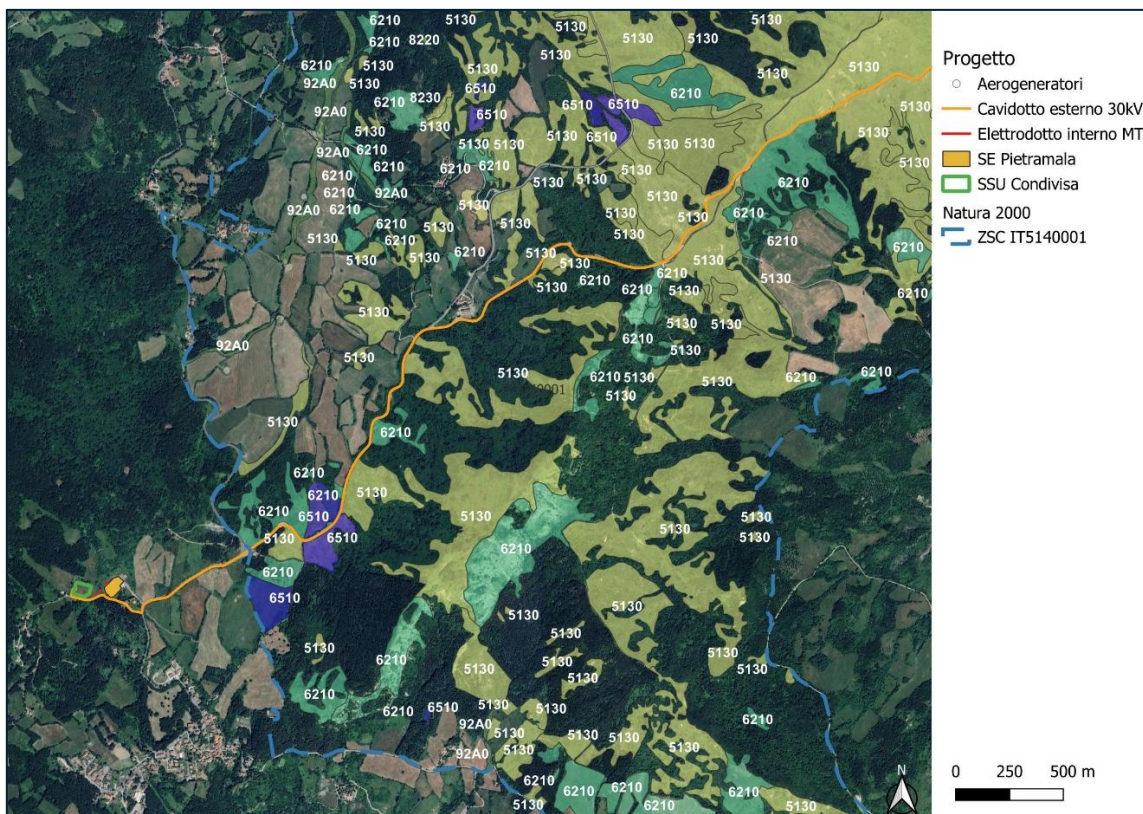 6210 5130 5130
6210 8220 5130 5130 5130
6210 5130 5130 5130 5130 5130
92A0 5130 6510 6210
6210 8230 6510 6510 5130
92A0 5130 6510 6510 5130
92A0 6210 5130 5130 5130 5130
6210 6210 6210 6210 5130 5130 5130
6210 92A0 5130 5130 6210
92A0 6210 6210 5130 5130 5130 6210
5130 6210 5130 6210 5130 5130 6210
5130 5130 5130 5130 6210 5130 5130
5130 6210 6210 5130 6210
5130 5130 5130
92A0 5130 6210 5130
5130 6210 5130 5130 6210 6210
0001 5130
5130 6210
6210
5130 6210 5130
6210 6510 5130 5130
5130 6510 6210 5130
6210
6510 5130 5130
5130 5130 5130
6210 5130 5130 5130 5130
6210 5130
6210 6510 5130 5130 6210
92A0 5130 5130 5130 5130
92A0 5130
6210 6210 6210 6210
5130 6210 5130
Progetto
Aerogeneratori
Cavidotto esterno 30kV
Elettrodotto interno MT
SE Pietramala
SSU Condivisa
Natura 2000
ZSC IT5140001
N
0 250 500 m